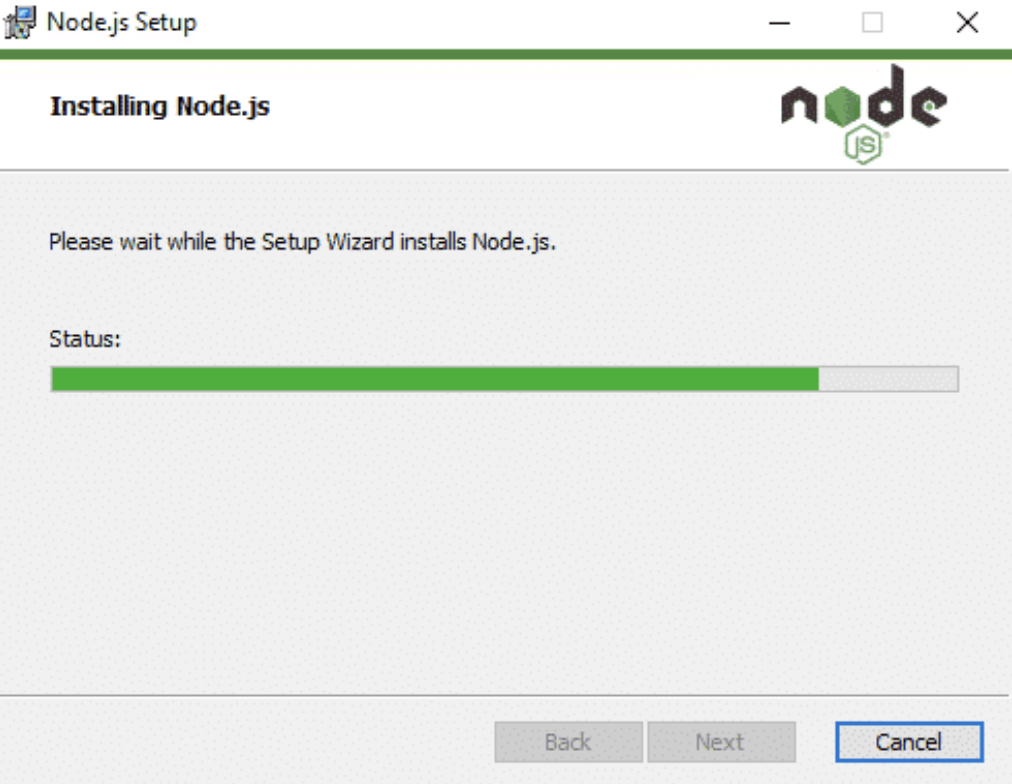 Node.js Setup
Installing Node.js
node
JS
Please wait while the Setup Wizard installs Node.js.
Status:
Back
Next
Cancel